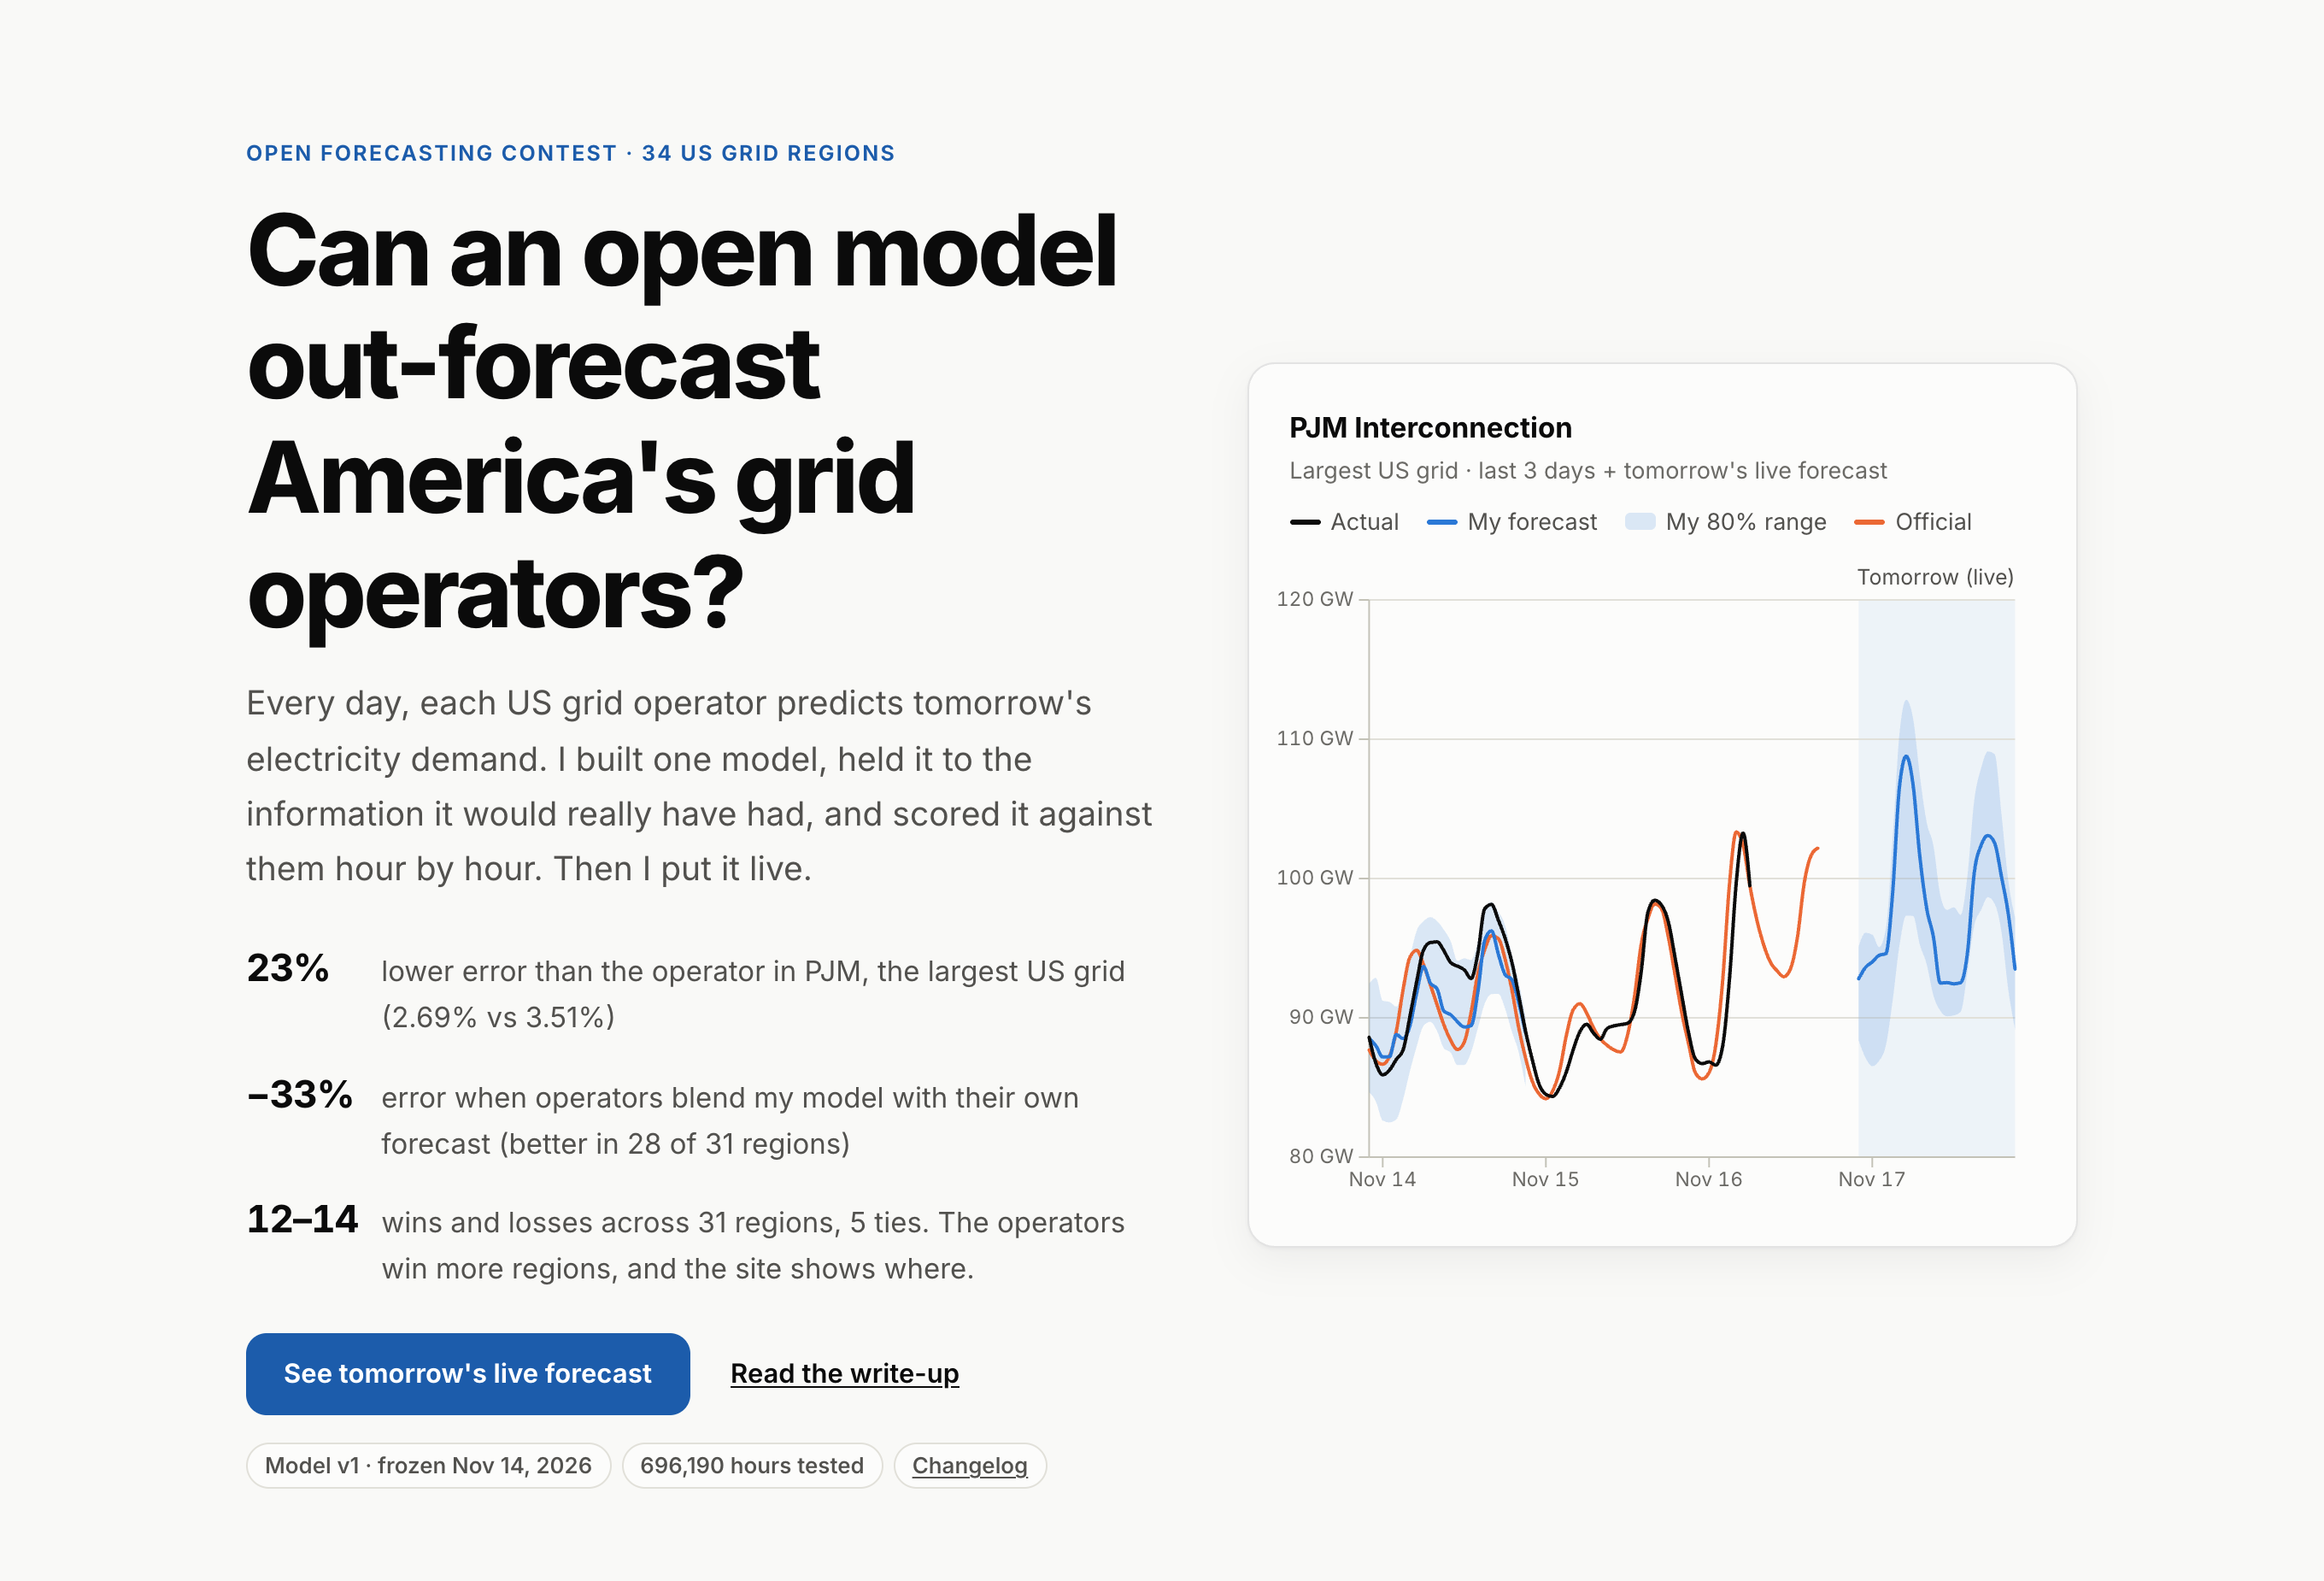 OPEN FORECASTING CONTEST · 34 US GRID REGIONS
Can an open model
out-forecast
America's grid
operators?
Every day, each US grid operator predicts tomorrow's
electricity demand. I built one model, held it to the
information it would really have had, and scored it against
them hour by hour. Then I put it live.
23% lower error than the operator in PJM, the largest US grid
(2.69% vs 3.51%)
−33% error when operators blend my model with their own
forecast (better in 28 of 31 regions)
12–14 wins and losses across 31 regions, 5 ties. The operators
win more regions, and the site shows where.
See tomorrow's live forecast Read the write-up
Model v1 · frozen Nov 14, 2026 696,190 hours tested Changelog
PJM Interconnection
Largest US grid · last 3 days + tomorrow's live forecast
Actual My forecast My 80% range Official
Tomorrow (live)
120 GW
110 GW
100 GW
90 GW
80 GW
Nov 14 Nov 15 Nov 16 Nov 17